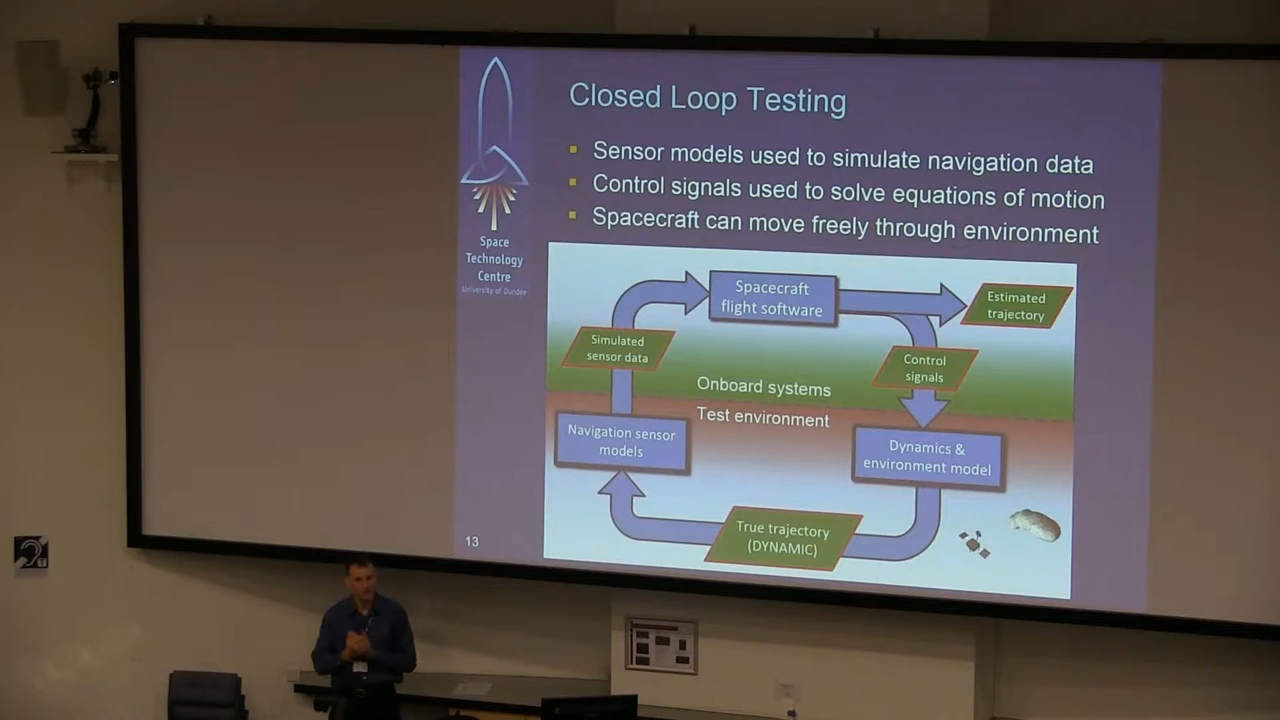 Closed Loop Testing
Sensor models used to simulate navigation data
Control signals used to solve equations of motion
Spacecraft can move freely through environment
Space
Technology
Centre
University of Dundee
Spacecraft
flight software
Estimated
trajectory
Simulated
sensor data
Control
signals
Onboard systems
Test environment
Navigation sensor
models
Dynamics &
environment model
True trajectory
(DYNAMIC)
13